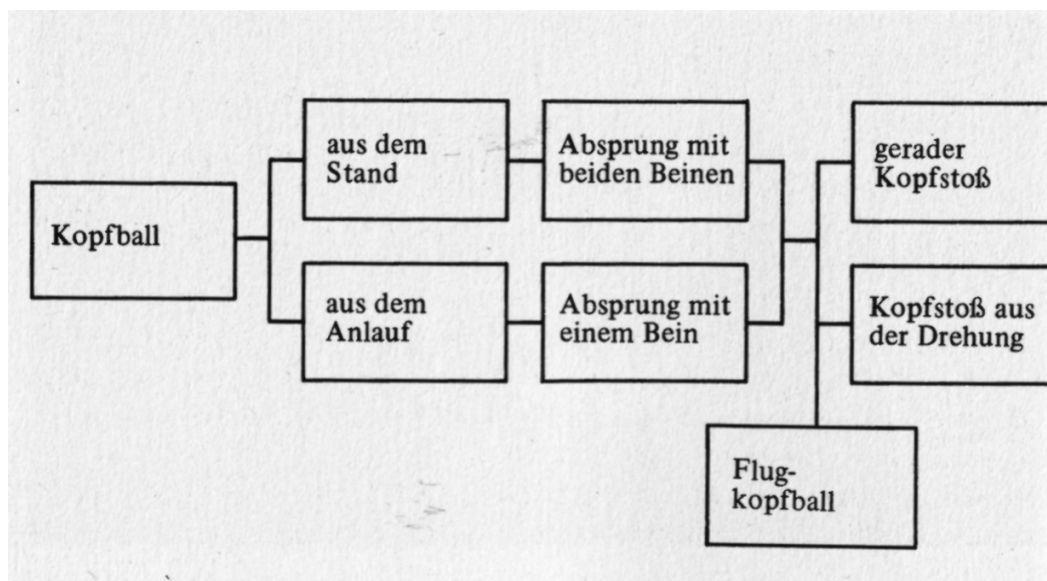 Kopfball
aus dem
Stand
Absprung mit
beiden Beinen
gerader
Kopfstoß
aus dem
Anlauf
Absprung mit
einem Bein
Kopfstoß aus
der Drehung
Flug-
kopfball